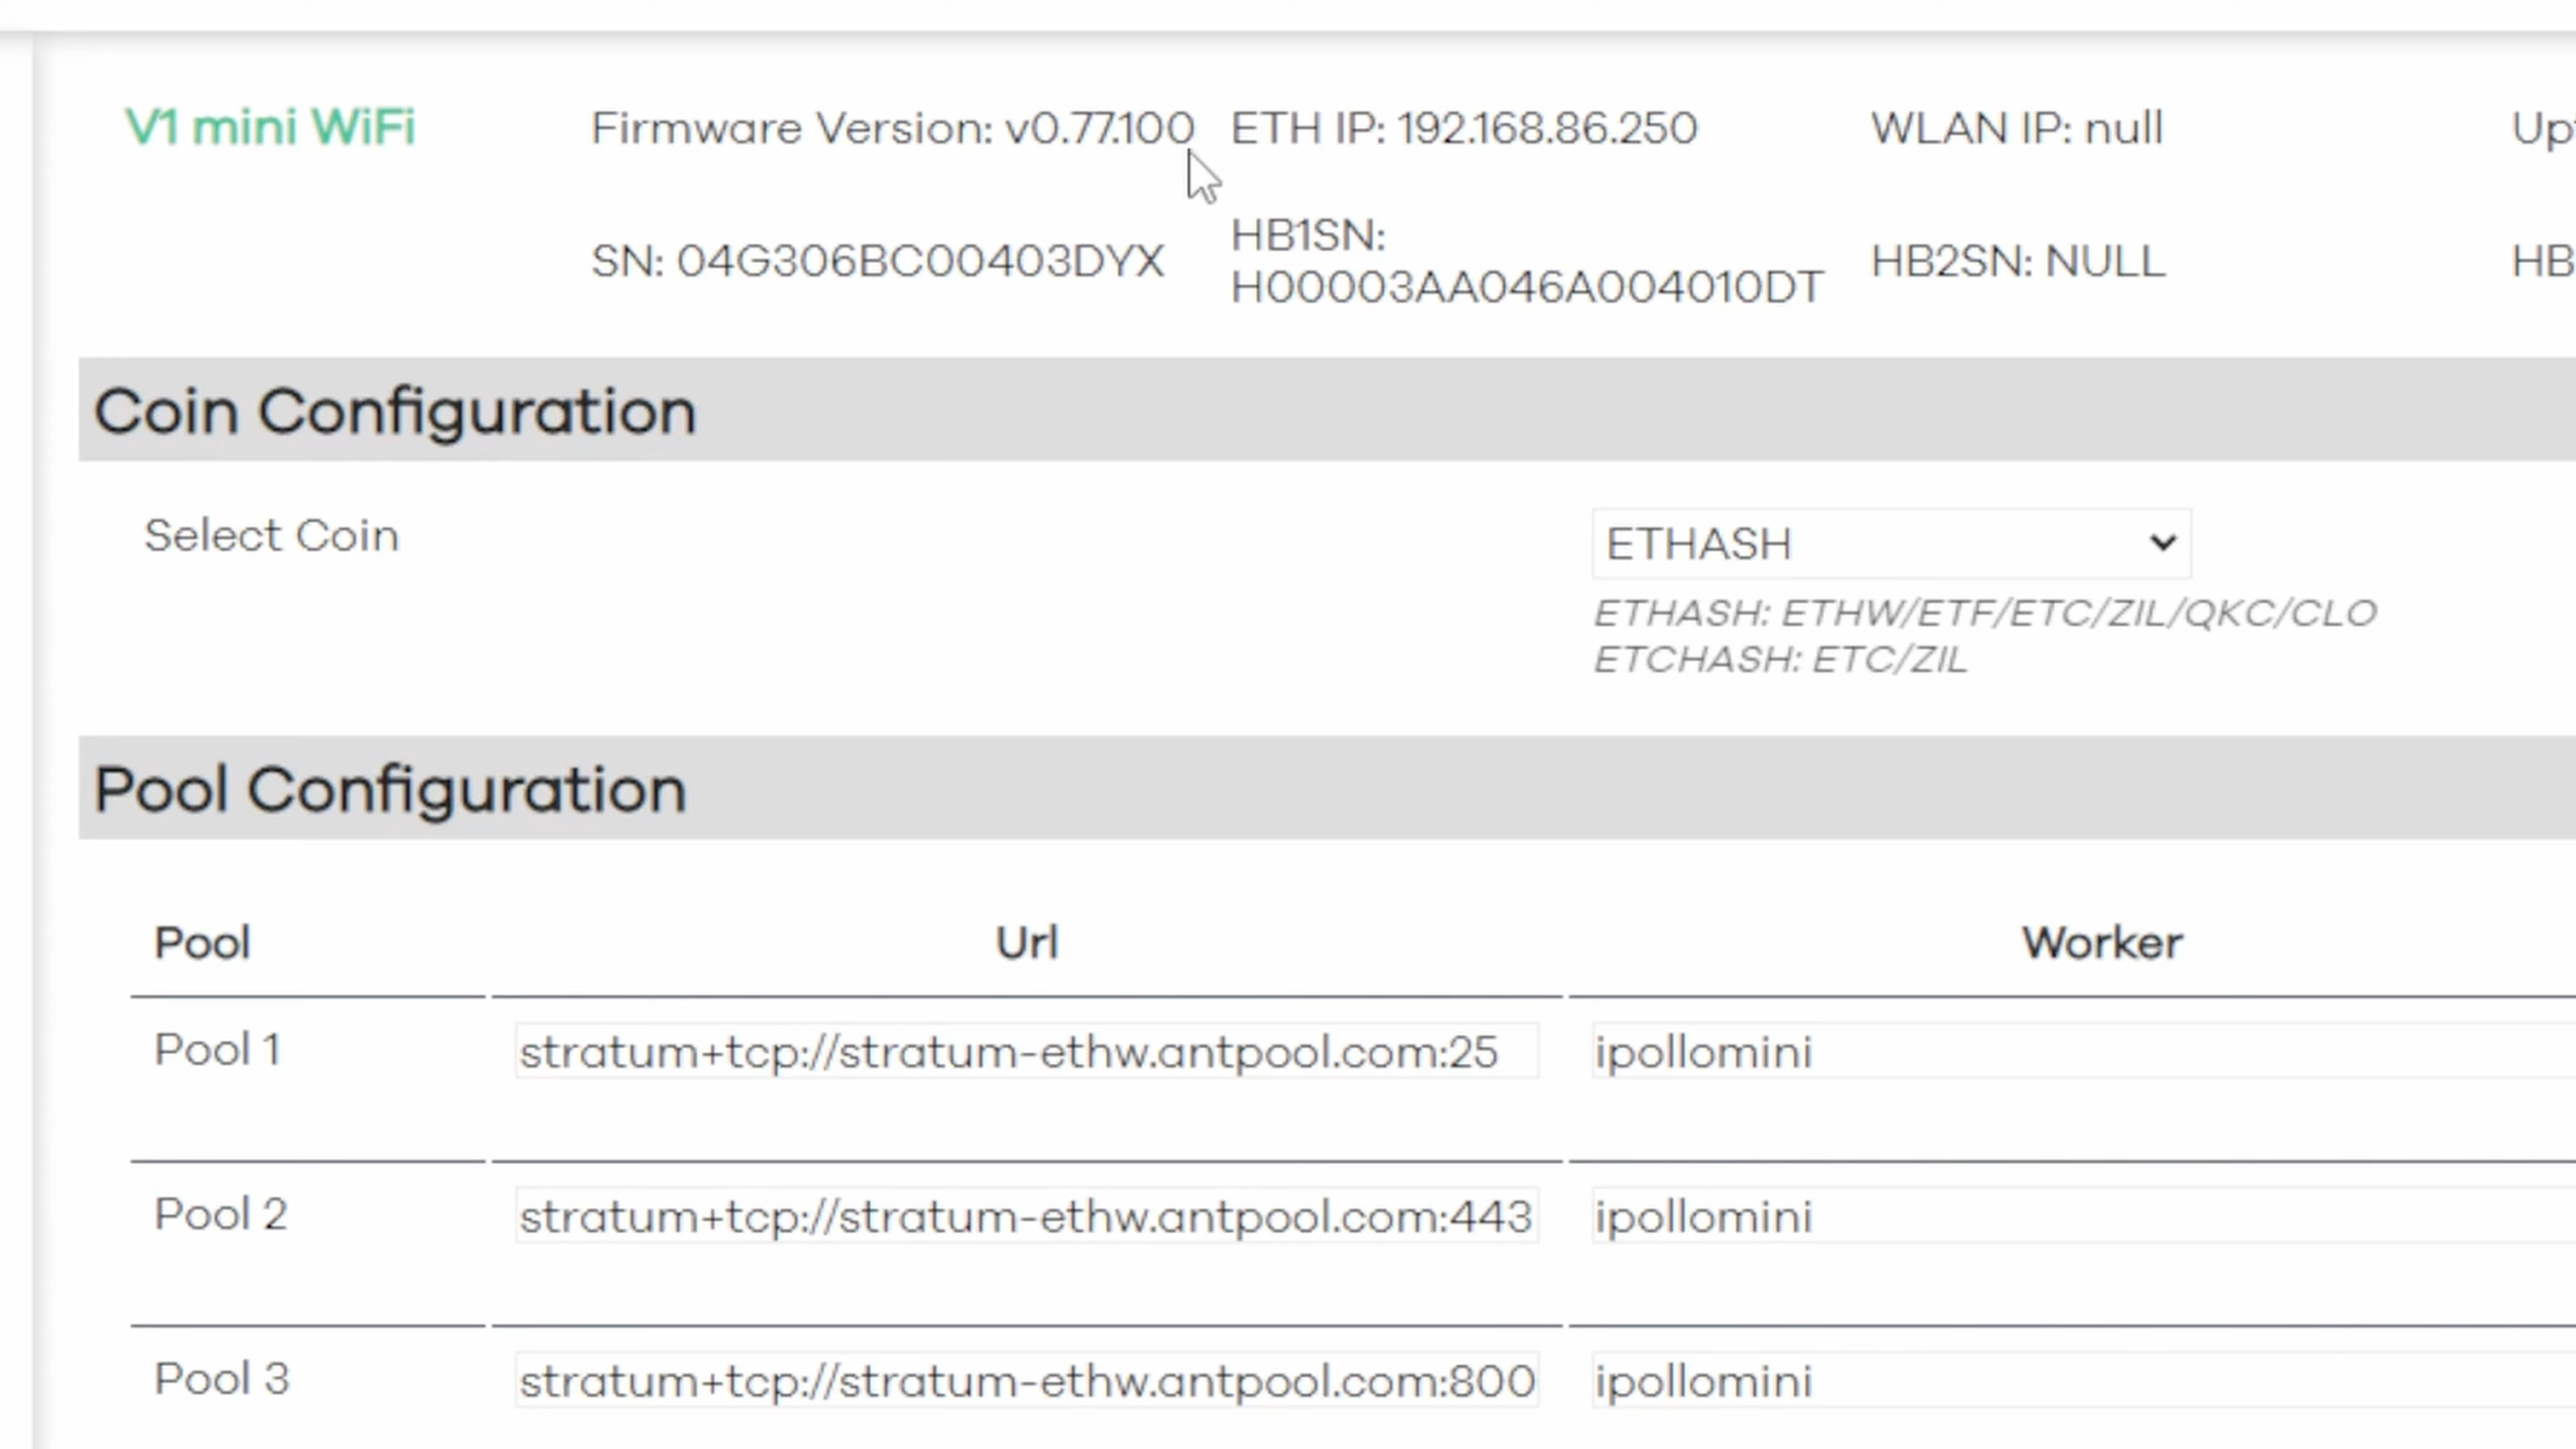 V1 mini WiFi
Firmware Version: v0.77.100
ETH IP: 192.168.86.250
WLAN IP: null
SN: 04G306BC00403DYX
HB1SN:
H00003AA046A004010DT
HB2SN: NULL
HB
Coin Configuration
Select Coin
ETHASH
ETHASH: ETHW/ETF/ETC/ZIL/QKC/CLO
ETCHASH: ETC/ZIL
Pool Configuration
Pool Url Worker
Pool 1 stratum+tcp://stratum-ethw.antpool.com:25 ipollomini
Pool 2 stratum+tcp://stratum-ethw.antpool.com:443 ipollomini
Pool 3 stratum+tcp://stratum-ethw.antpool.com:800 ipollomini